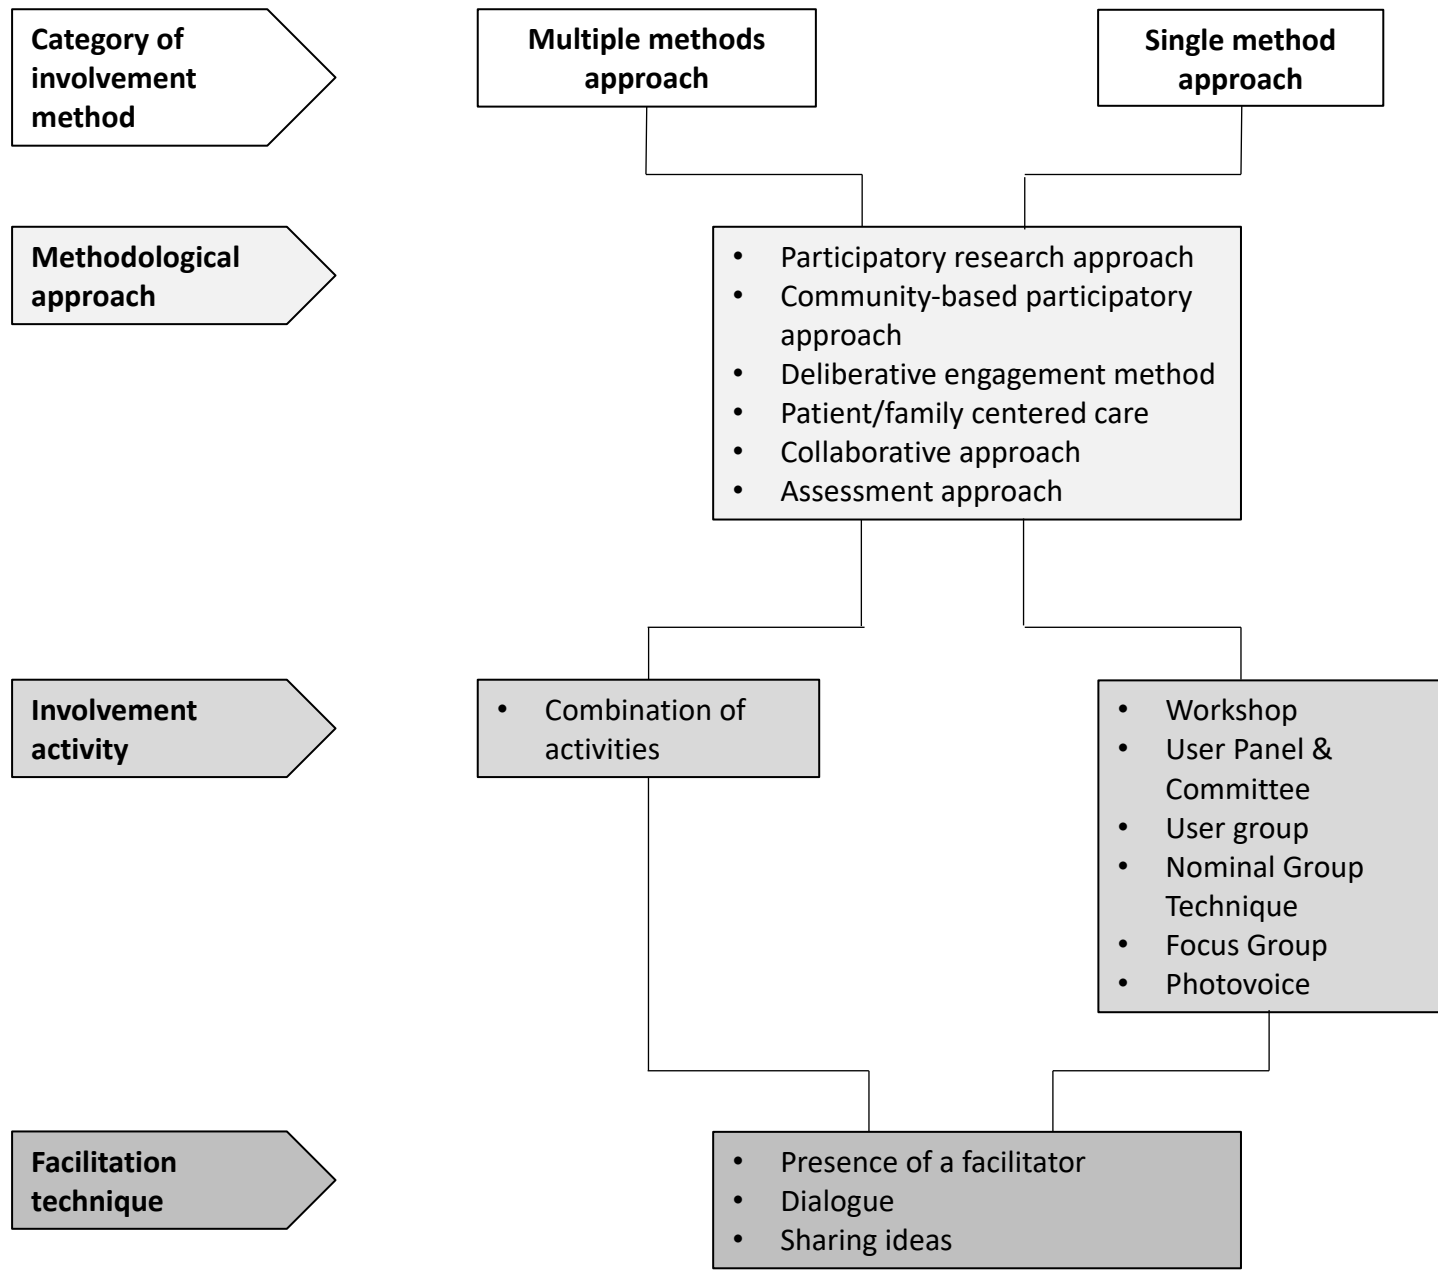 Category of
involvement
method
Multiple methods
approach
Single method
approach
Methodological
approach
• Participatory research approach
• Community-based participatory
approach
• Deliberative engagement method
• Patient/family centered care
• Collaborative approach
• Assessment approach
Involvement
activity
• Combination of
activities
• Workshop
• User Panel &
Committee
• User group
• Nominal Group
Technique
• Focus Group
• Photovoice
Facilitation
technique
• Presence of a facilitator
• Dialogue
• Sharing ideas